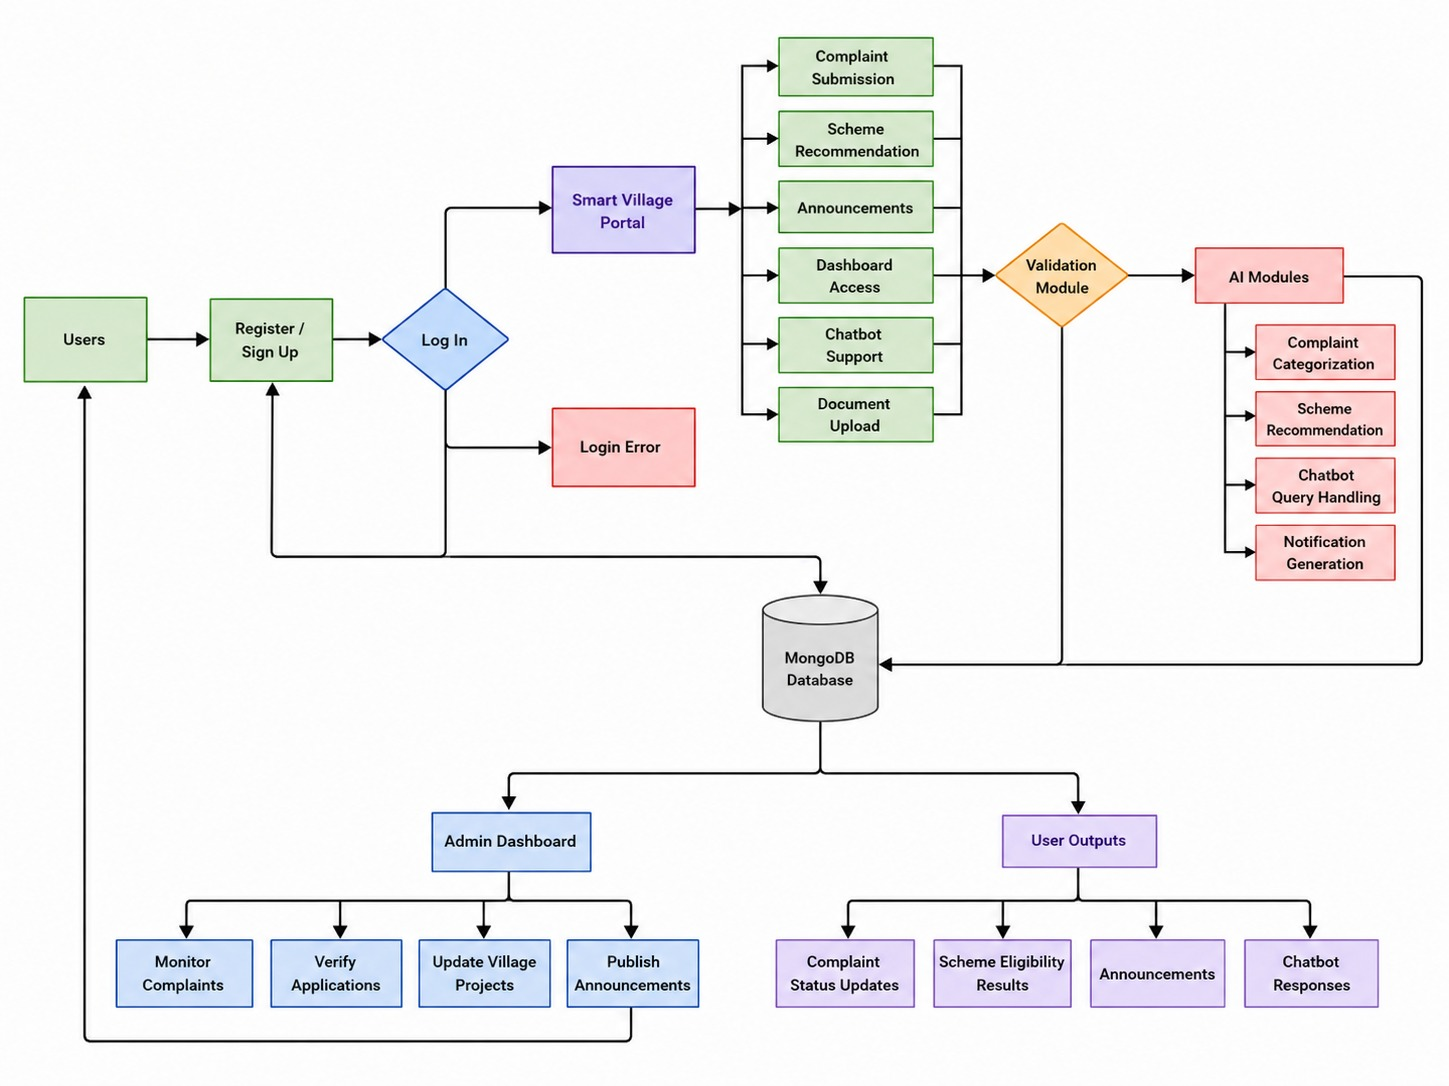 Complaint
Submission
Scheme
Recommendation
Announcements
Dashboard
Access
Chatbot
Support
Document
Upload
Smart Village
Portal
Users
Register /
Sign Up
Log In
Login Error
Validation
Module
AI Modules
Complaint
Categorization
Scheme
Recommendation
Chatbot
Query Handling
Notification
Generation
MongoDB
Database
Admin Dashboard
User Outputs
Monitor
Complaints
Verify
Applications
Update Village
Projects
Publish
Announcements
Complaint
Status Updates
Scheme Eligibility
Results
Announcements
Chatbot
Responses